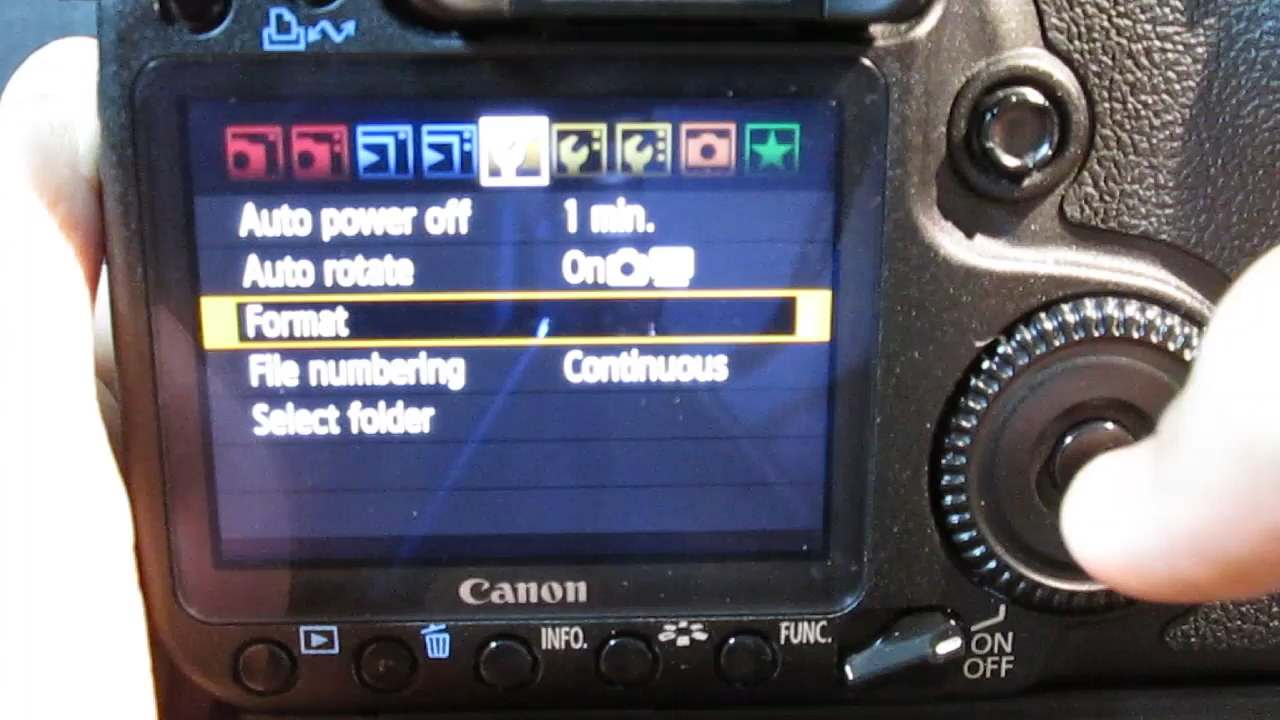 Auto power off 1 min.
Auto rotate On
Format
File numbering Continuous
Select folder
Canon
INFO.
FUNC.
ON
OFF